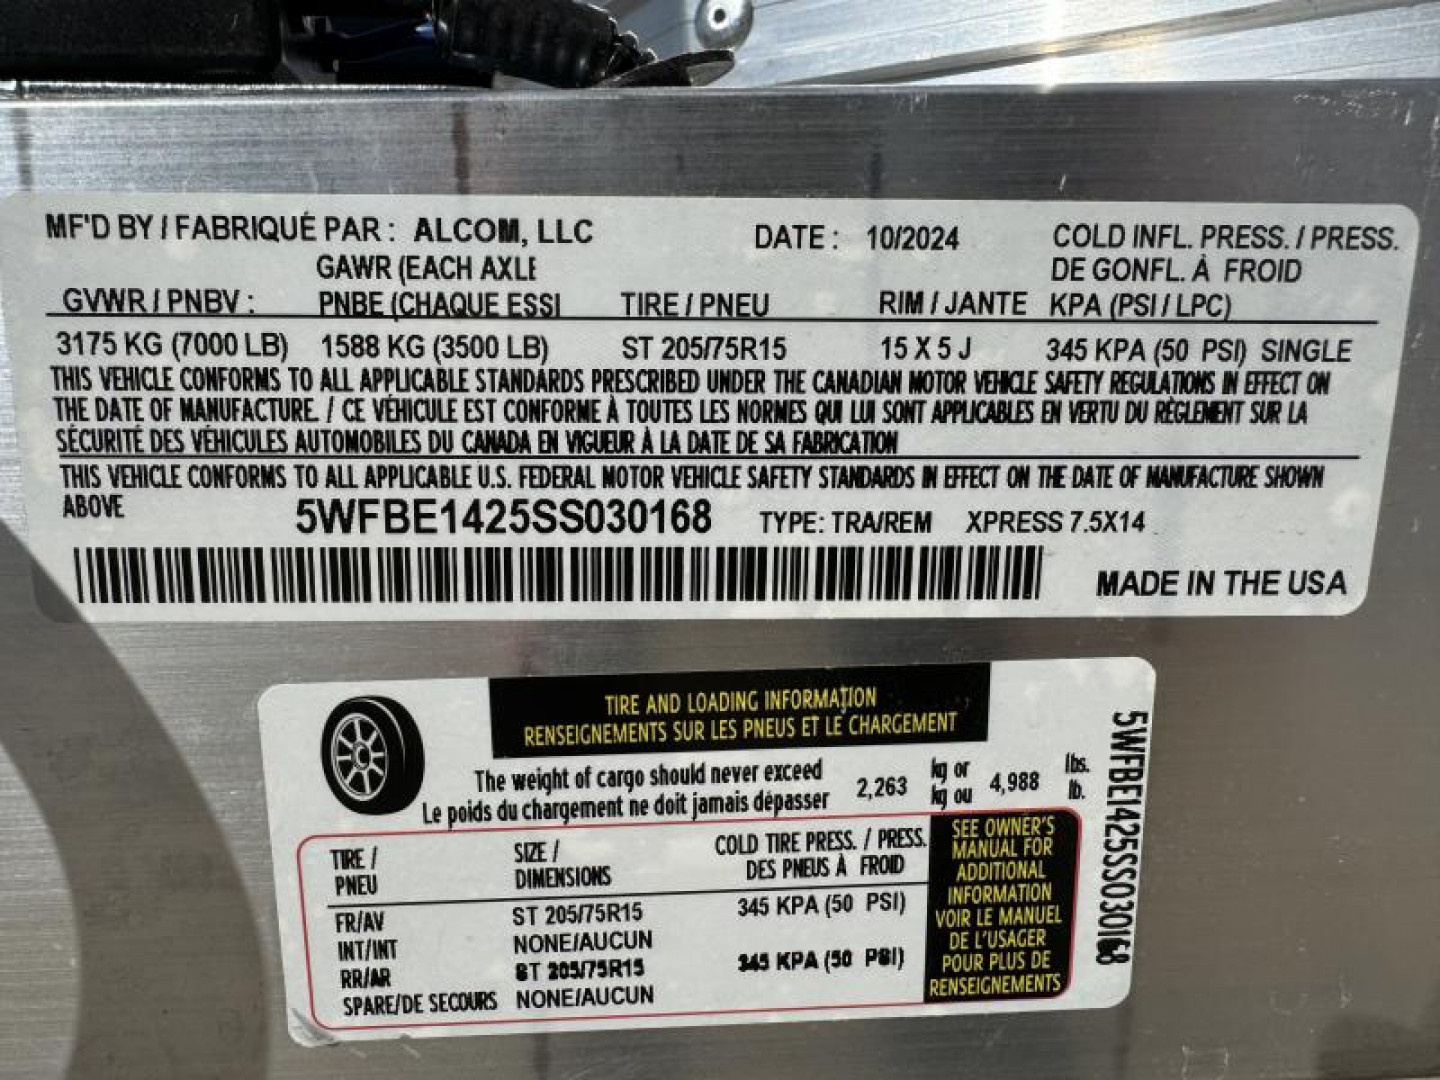 MF'D BY / FABRIQUÉ PAR : ALCOM, LLC DATE : 10/2024 COLD INFL. PRESS. / PRESS.
GAWR (EACH AXLE DE GONFL. À FROID
GVWR / PNBV : PNBE (CHAQUE ESSI TIRE / PNEU RIM / JANTE KPA (PSI / LPC)
3175 KG (7000 LB) 1588 KG (3500 LB) ST 205/75R15 15 X 5 J 345 KPA (50 PSI) SINGLE
THIS VEHICLE CONFORMS TO ALL APPLICABLE STANDARDS PRESCRIBED UNDER THE CANADIAN MOTOR VEHICLE SAFETY REGULATIONS IN EFFECT ON
THE DATE OF MANUFACTURE. / CE VÉHICULE EST CONFORME À TOUTES LES NORMES QUI LUI SONT APPLICABLES EN VERTU DU RÈGLEMENT SUR LA
SÉCURITÉ DES VÉHICULES AUTOMOBILES DU CANADA EN VIGUEUR À LA DATE DE SA FABRICATION
THIS VEHICLE CONFORMS TO ALL APPLICABLE U.S. FEDERAL MOTOR VEHICLE SAFETY STANDARDS IN EFFECT ON THE DATE OF MANUFACTURE SHOWN
ABOVE 5WFBE1425SS030168 TYPE: TRA/REM XPRESS 7.5X14
MADE IN THE USA
TIRE AND LOADING INFORMATION
RENSEIGNEMENTS SUR LES PNEUS ET LE CHARGEMENT
The weight of cargo should never exceed 2,263 kg or 4,988 lbs.
Le poids du chargement ne doit jamais dépasser kg ou lb.
TIRE / SIZE / COLD TIRE PRESS. / PRESS.
PNEU DIMENSIONS DES PNEUS À FROID
FR/AV ST 205/75R15 345 KPA (50 PSI)
INT/INT NONE/AUCUN
RR/AR ST 205/75R15 345 KPA (50 PSI)
SPARE/DE SECOURS NONE/AUCUN
SEE OWNER'S
MANUAL FOR
ADDITIONAL
INFORMATION
VOIR LE MANUEL
DE L'USAGER
POUR PLUS DE
RENSEIGNEMENTS
5WFBE1425SS030168